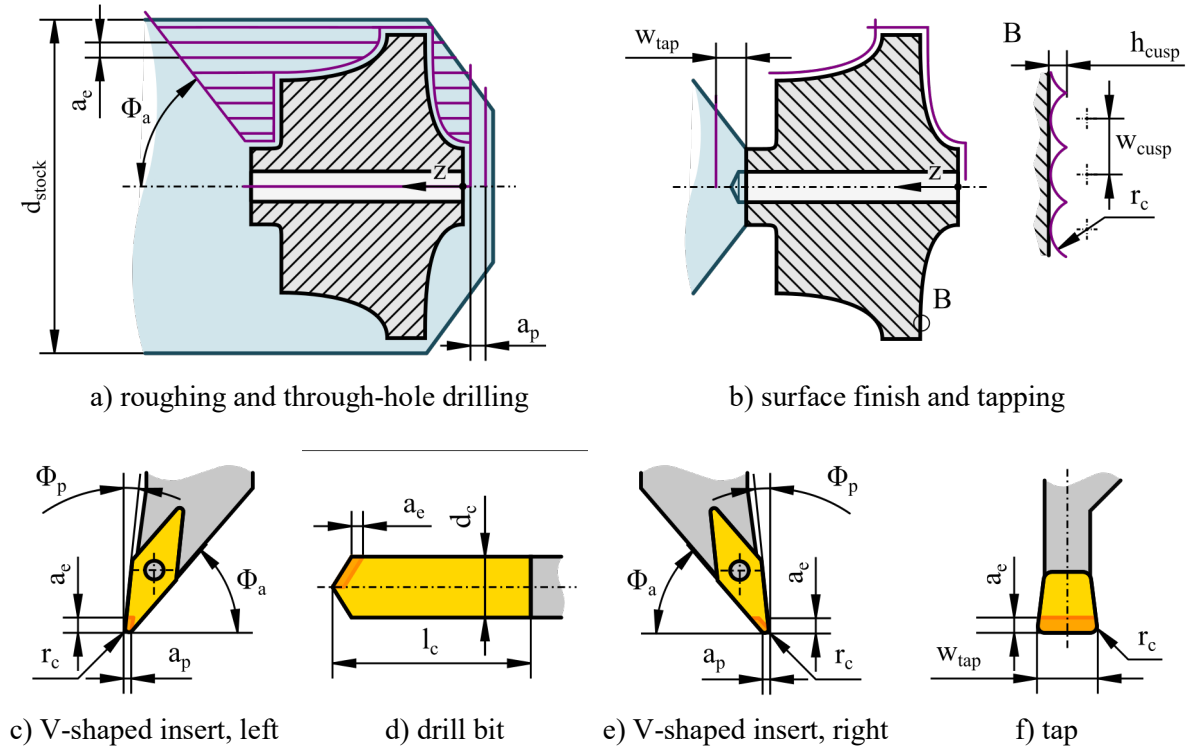 a_e
Φ_a
d_stock
z
a_p
a) roughing and through-hole drilling
w_tap
z
B
B
h_cusp
w_cusp
r_c
b) surface finish and tapping
Φ_p
a_e
Φ_a
r_c
a_p
c) V-shaped insert, left
a_e
d_c
l_c
d) drill bit
Φ_p
Φ_a
a_e
a_p
r_c
e) V-shaped insert, right
a_e
w_tap
r_c
f) tap